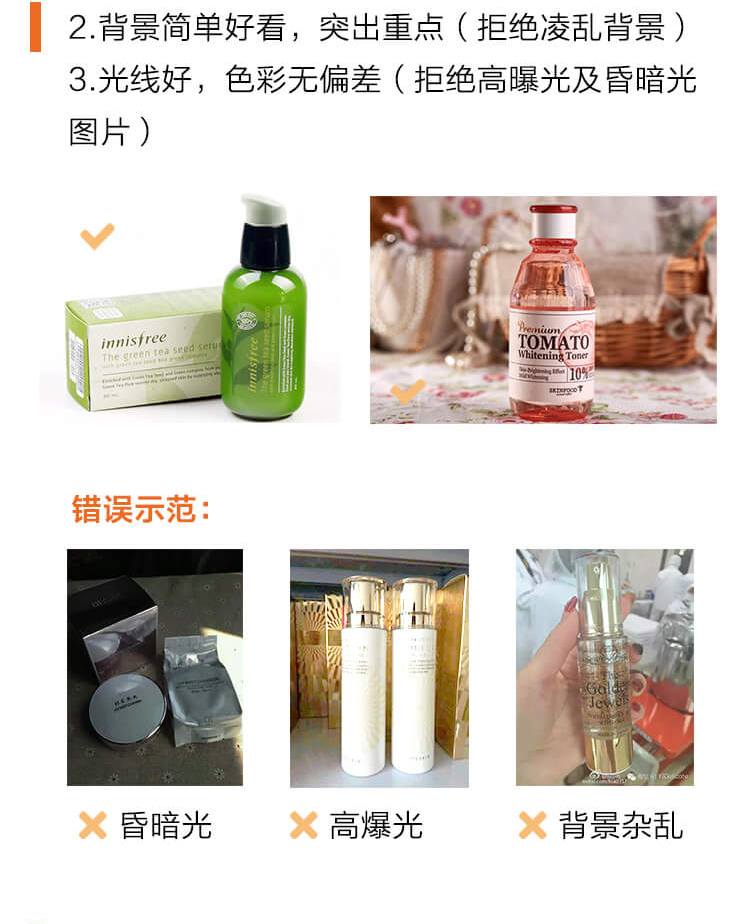 2.背景简单好看，突出重点（拒绝凌乱背景）
3.光线好，色彩无偏差（拒绝高曝光及昏暗光
图片）
innisfree
The green tea seed serum
innisfree
Premium
TOMATO
Whitening Toner
10%
SKINFOOD
错误示范：
HERA
The
Golden
Jewels
昏暗光
高爆光
背景杂乱